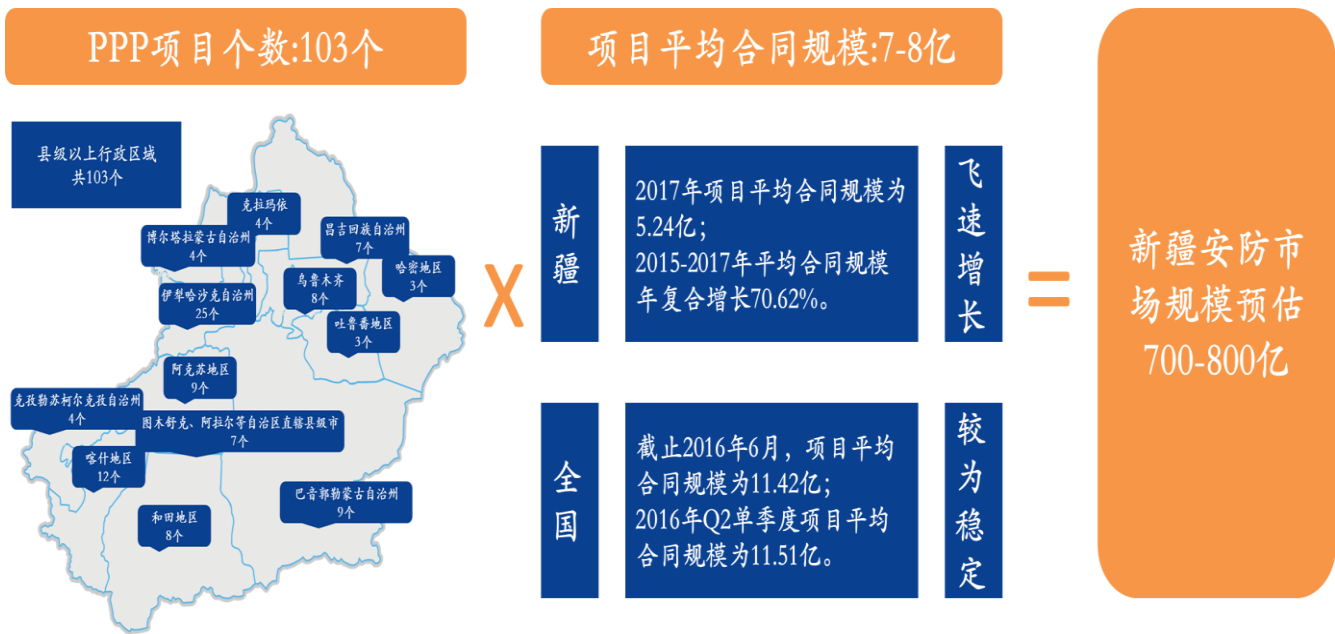 PPP项目个数:103个
县级以上行政区域
共103个
克拉玛依
4个
博尔塔拉蒙古自治州
4个
昌吉回族自治州
7个
哈密地区
3个
乌鲁木齐
8个
伊犁哈沙克自治州
25个
吐鲁番地区
3个
阿克苏地区
9个
克孜勒苏柯尔克孜自治州
4个
图木舒克、阿拉尔等自治区直辖县级市
7个
喀什地区
12个
巴音郭勒蒙古自治州
9个
和田地区
8个
X
项目平均合同规模:7-8亿
新疆
2017年项目平均合同规模为
5.24亿；
2015-2017年平均合同规模
年复合增长70.62%。
飞速增长
全国
截止2016年6月，项目平均
合同规模为11.42亿；
2016年Q2单季度项目平均
合同规模为11.51亿。
较为稳定
=
新疆安防市
场规模预估
700-800亿